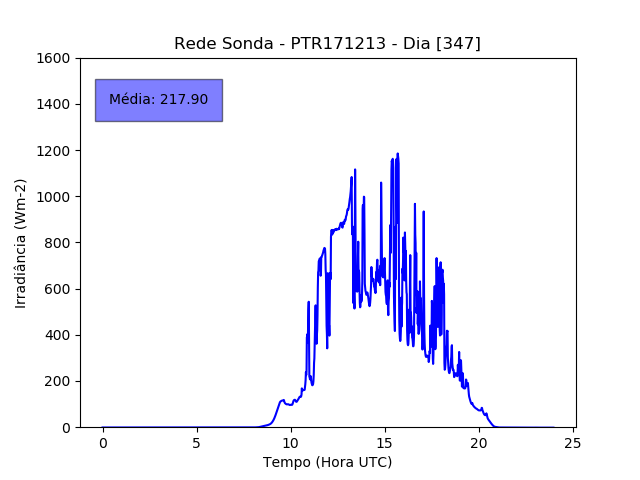 Rede Sonda - PTR171213 - Dia [347]
1600
1400
1200
1000
800
600
400
200
0
Média: 217.90
Irradiância (Wm-2)
0 5 10 15 20 25
Tempo (Hora UTC)